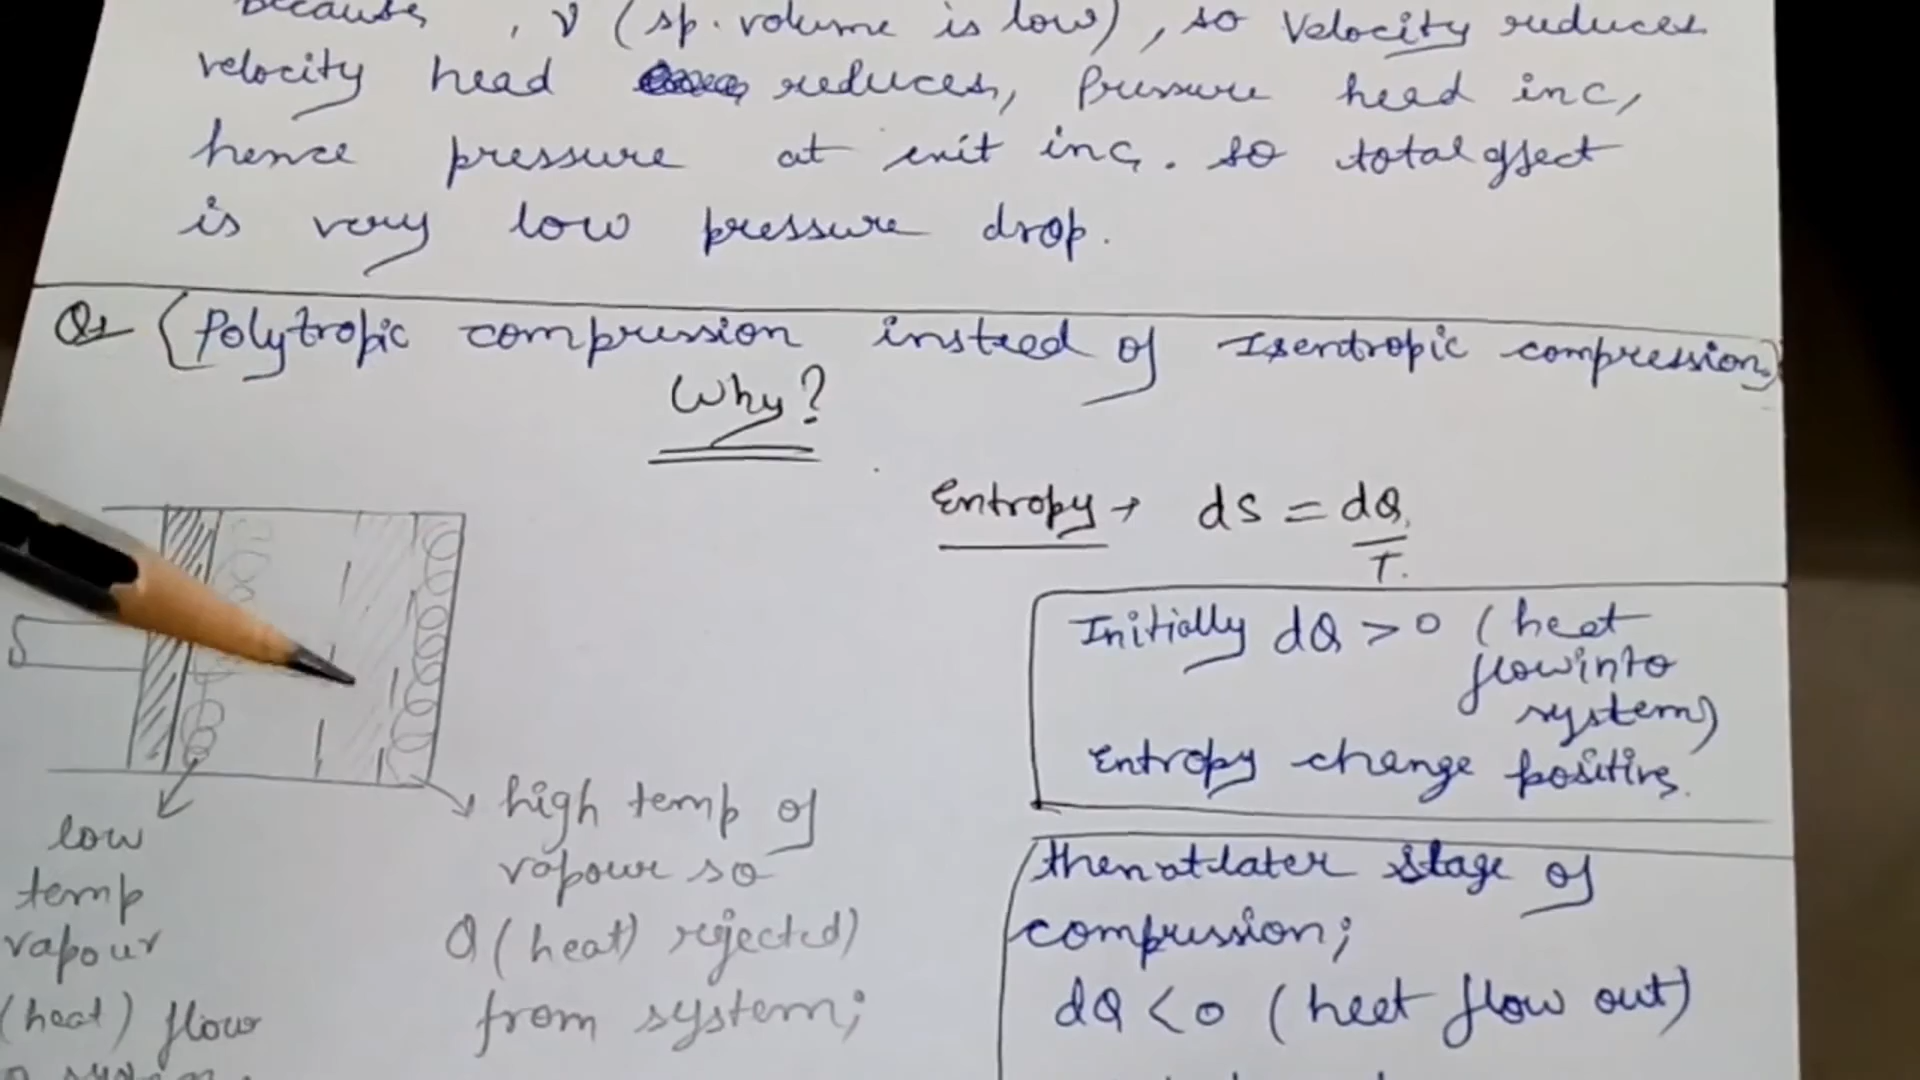 because, , v (sp. volume is low), so Velocity reduces
velocity head reduces, Pressure head inc,
hence pressure at exit inc. so total effect
is very low pressure drop.
Q1 {Polytropic compression instead of Isentropic compression}
Why?
Entropy → dS = dQ/T.
Initially dQ > 0 (heat
flow into
system)
Entropy change positive.
then at later stage of
compression;
dQ < 0 (heat flow out)
low
temp
vapour
(heat) flow
system.
high temp of
vapour so
Q (heat) rejected)
from system;